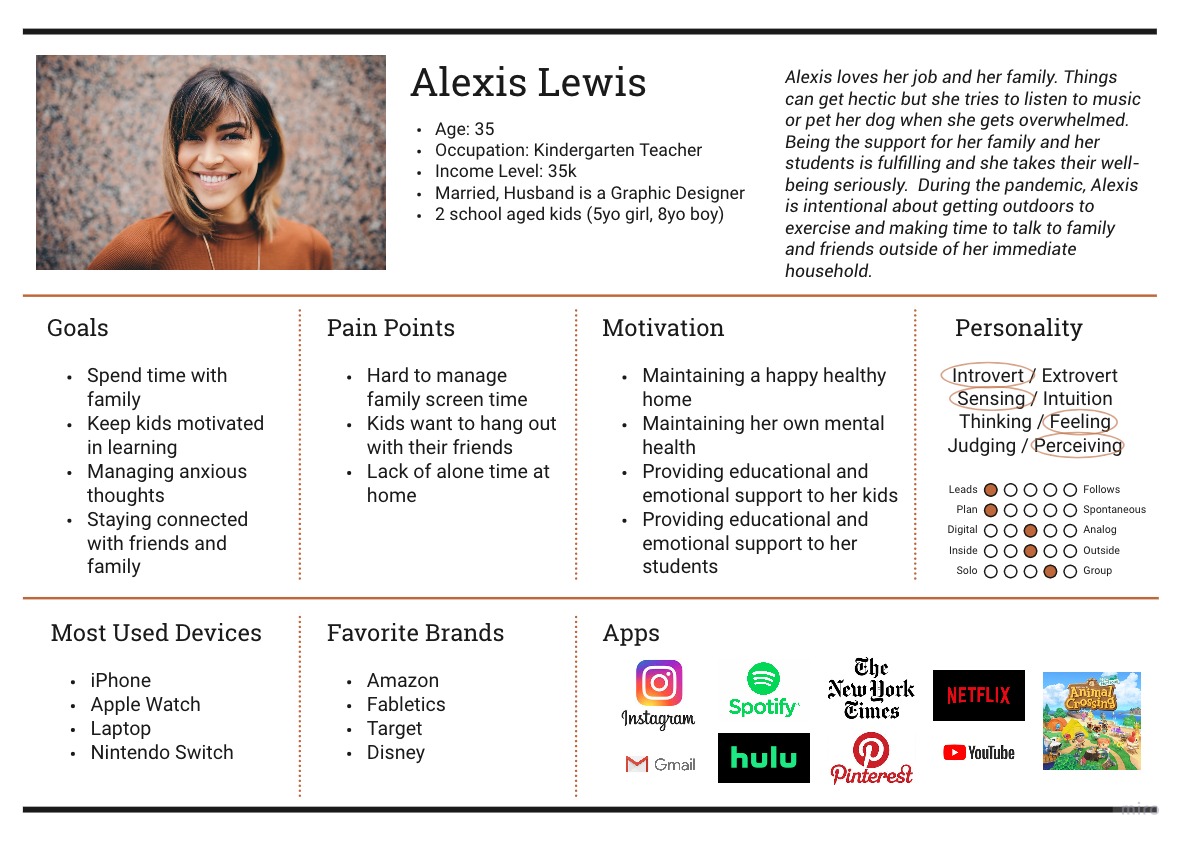 Alexis Lewis
• Age: 35
• Occupation: Kindergarten Teacher
• Income Level: 35k
• Married, Husband is a Graphic Designer
• 2 school aged kids (5yo girl, 8yo boy)
Alexis loves her job and her family. Things
can get hectic but she tries to listen to music
or pet her dog when she gets overwhelmed.
Being the support for her family and her
students is fulfilling and she takes their well-
being seriously.  During the pandemic, Alexis
is intentional about getting outdoors to
exercise and making time to talk to family
and friends outside of her immediate
household.
Goals
• Spend time with
family
• Keep kids motivated
in learning
• Managing anxious
thoughts
• Staying connected
with friends and
family
Pain Points
• Hard to manage
family screen time
• Kids want to hang out
with their friends
• Lack of alone time at
home
Motivation
• Maintaining a happy healthy
home
• Maintaining her own mental
health
• Providing educational and
emotional support to her kids
• Providing educational and
emotional support to her
students
Personality
Introvert / Extrovert
Sensing / Intuition
Thinking / Feeling
Judging / Perceiving
Leads Follows
Plan Spontaneous
Digital Analog
Inside Outside
Solo Group
Most Used Devices
• iPhone
• Apple Watch
• Laptop
• Nintendo Switch
Favorite Brands
• Amazon
• Fabletics
• Target
• Disney
Apps
Instagram
Spotify
The
New York
Times
NETFLIX
Animal
Crossing
Gmail
hulu
Pinterest
YouTube
miro